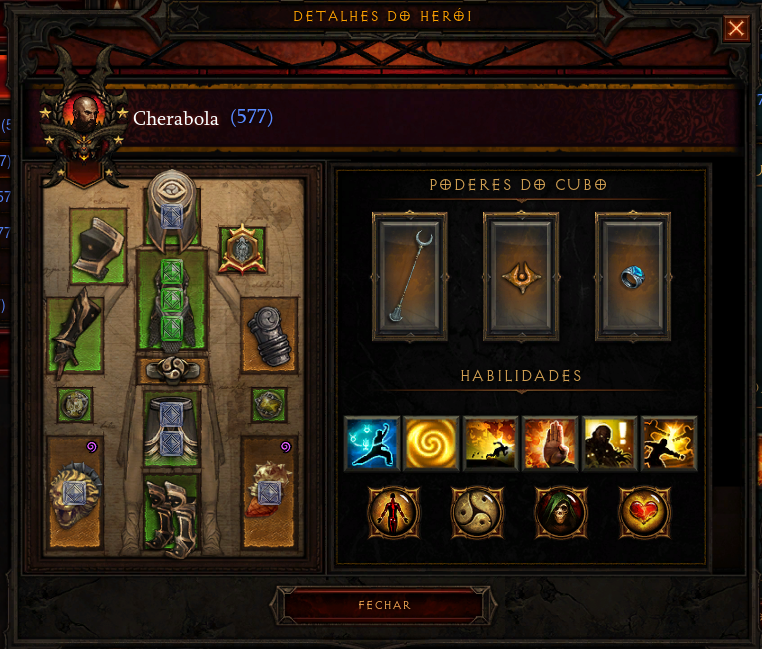 DETALHES DO HERÓI
Cherabola (577)
PODERES DO CUBO
HABILIDADES
FECHAR